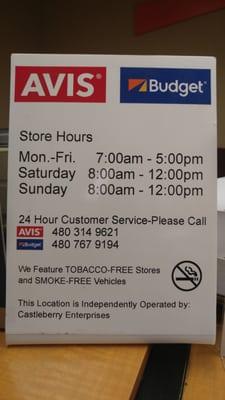 AVIS® Budget®
Store Hours
Mon.-Fri. 7:00am - 5:00pm
Saturday 8:00am - 12:00pm
Sunday 8:00am - 12:00pm
24 Hour Customer Service-Please Call
AVIS 480 314 9621
Budget 480 767 9194
We Feature TOBACCO-FREE Stores
and SMOKE-FREE Vehicles
This Location is Independently Operated by:
Castleberry Enterprises